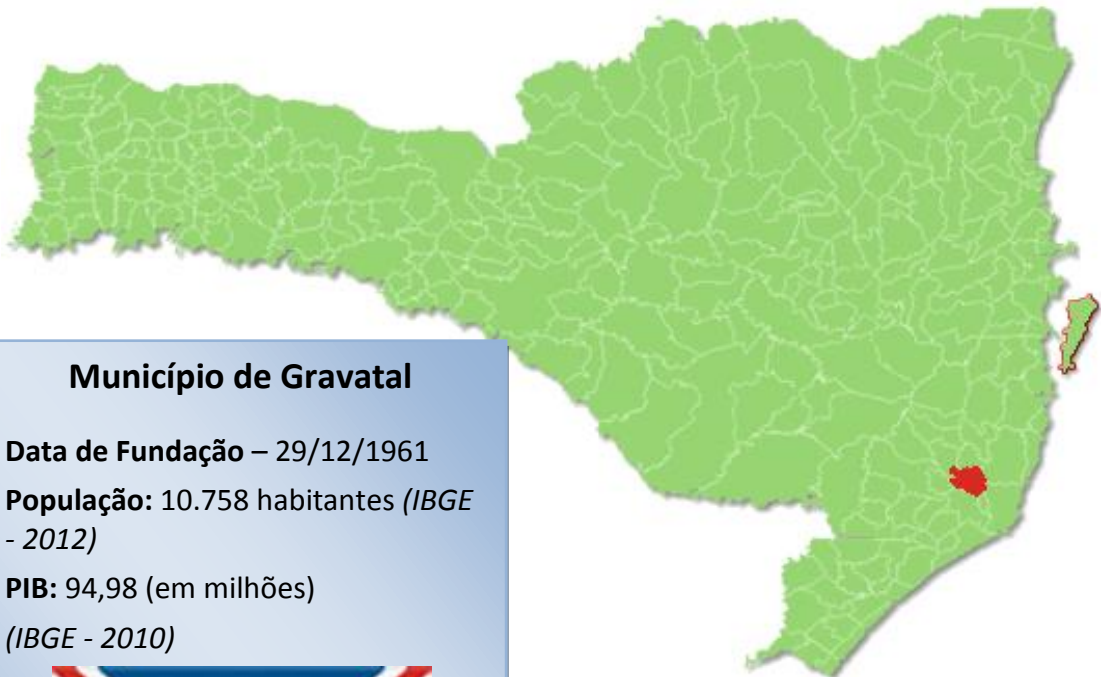 Município de Gravatal
Data de Fundação – 29/12/1961
População: 10.758 habitantes (IBGE
- 2012)
PIB: 94,98 (em milhões)
(IBGE - 2010)